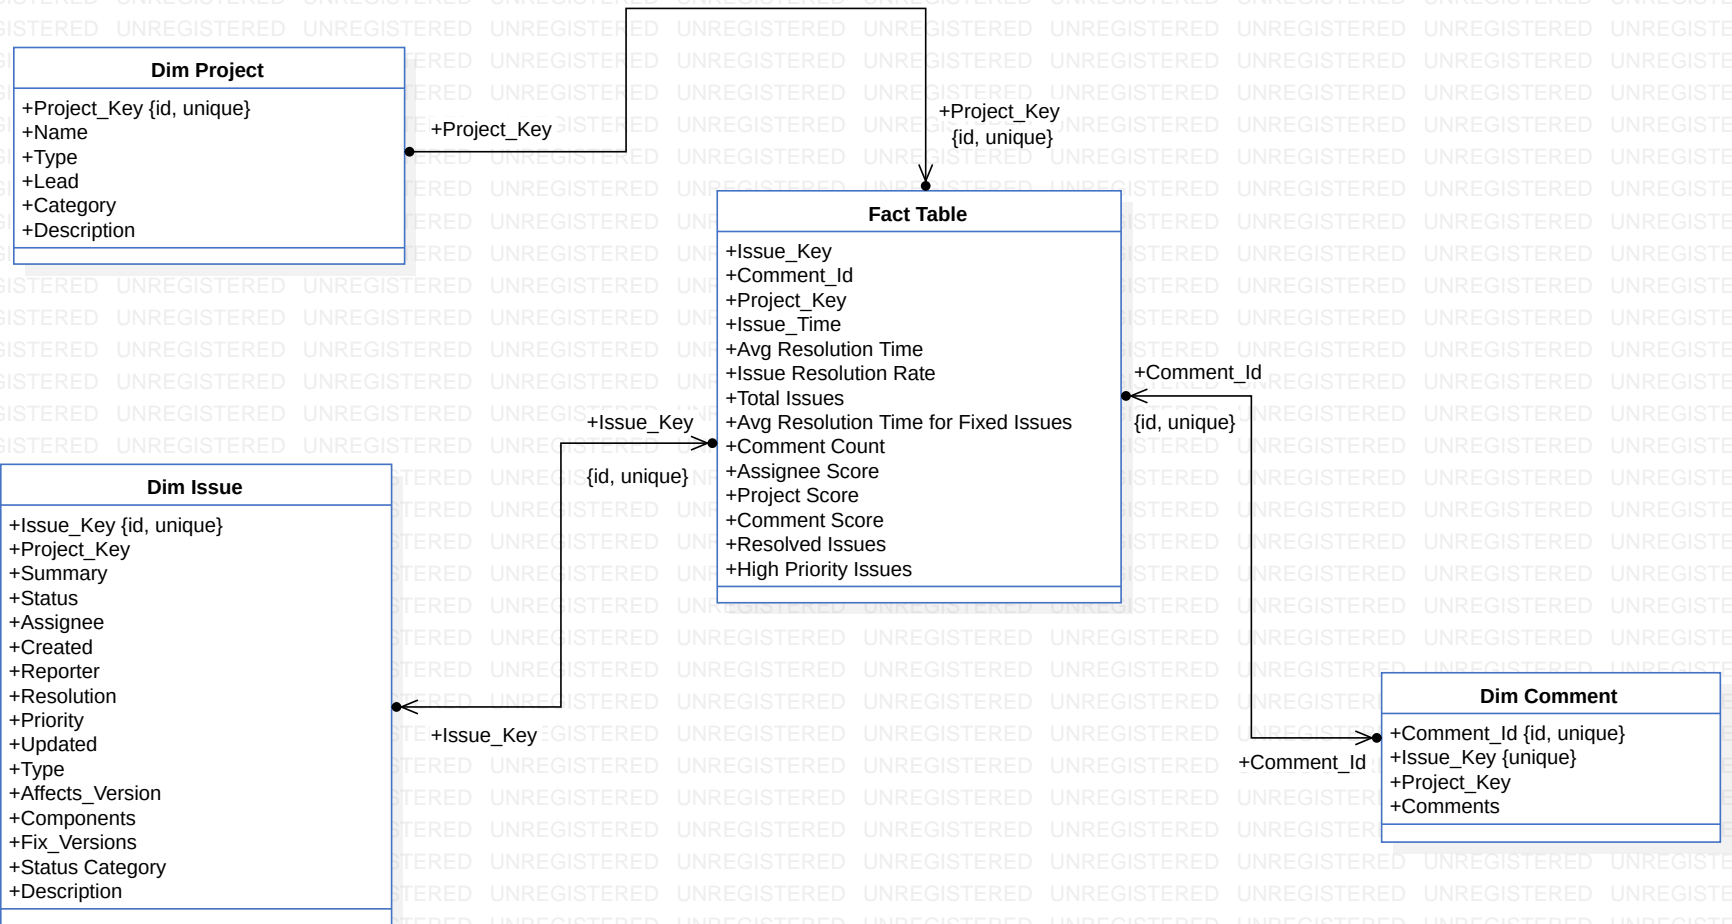 Dim Project
+Project_Key {id, unique}
+Name
+Type
+Lead
+Category
+Description
+Project_Key
+Project_Key
{id, unique}
Fact Table
+Issue_Key
+Comment_Id
+Project_Key
+Issue_Time
+Avg Resolution Time
+Issue Resolution Rate
+Total Issues
+Avg Resolution Time for Fixed Issues
+Comment Count
+Assignee Score
+Project Score
+Comment Score
+Resolved Issues
+High Priority Issues
+Issue_Key
{id, unique}
+Comment_Id
{id, unique}
Dim Issue
+Issue_Key {id, unique}
+Project_Key
+Summary
+Status
+Assignee
+Created
+Reporter
+Resolution
+Priority
+Updated
+Type
+Affects_Version
+Components
+Fix_Versions
+Status Category
+Description
+Issue_Key
+Comment_Id
Dim Comment
+Comment_Id {id, unique}
+Issue_Key {unique}
+Project_Key
+Comments
UNREGISTERED